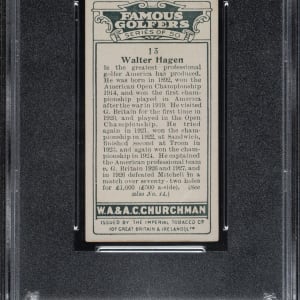 FAMOUS
GOLFERS
SERIES OF 50
13
Walter Hagen
Is the greatest professional
golfer America has produced.
He was born in 1892, won the
American Open Championship
1914, and won the first cham-
pionship played in America
after the war in 1919. He visited
G. Britain for the first time in
1921, and played in the Open
Championship. He tried
again in 1921, won the cham-
pionship in 1922, at Sandwich,
finished second at Troon in
1923, and again won the cham-
pionship in 1924. He captained
the American professional team
v. G. Britain 1926 and 1927, and
in 1926 defeated Mitchell in a
match over seventy-two holes
for £1,000 (£500 a-side). (See
also No. 14.)
W.A.& A.C. CHURCHMAN
ISSUED BY THE IMPERIAL TOBACCO CO
(OF GREAT BRITAIN & IRELAND), LTD